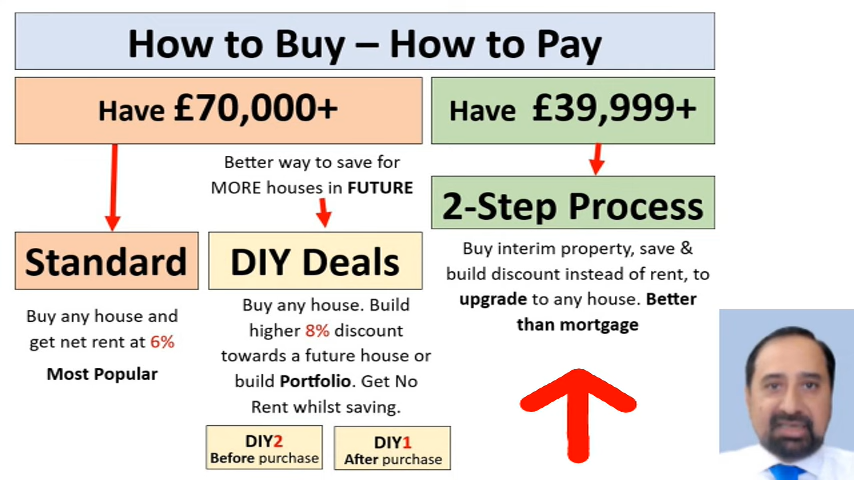 How to Buy – How to Pay
Have £70,000+
Have £39,999+
Better way to save for
MORE houses in FUTURE
2-Step Process
Standard
DIY Deals
Buy interim property, save &
build discount instead of rent, to
upgrade to any house. Better
than mortgage
Buy any house and
get net rent at 6%
Most Popular
Buy any house. Build
higher 8% discount
towards a future house or
build Portfolio. Get No
Rent whilst saving.
DIY2
Before purchase
DIY1
After purchase